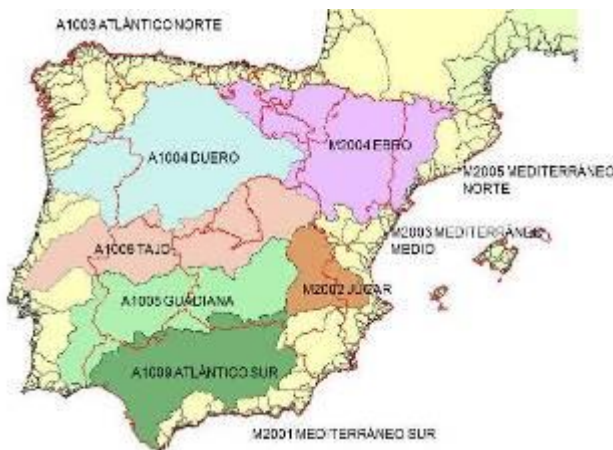 A1003 ATLÁNTICO NORTE
A1004 DUERO
M2004 EBRO
M2005 MEDITERRÁNEO
NORTE
A1006 TAJO
M2003 MEDITERRÁNEO
MEDIO
A1005 GUADIANA
M2002 JÚCAR
A1009 ATLÁNTICO SUR
M2001 MEDITERRÁNEO SUR